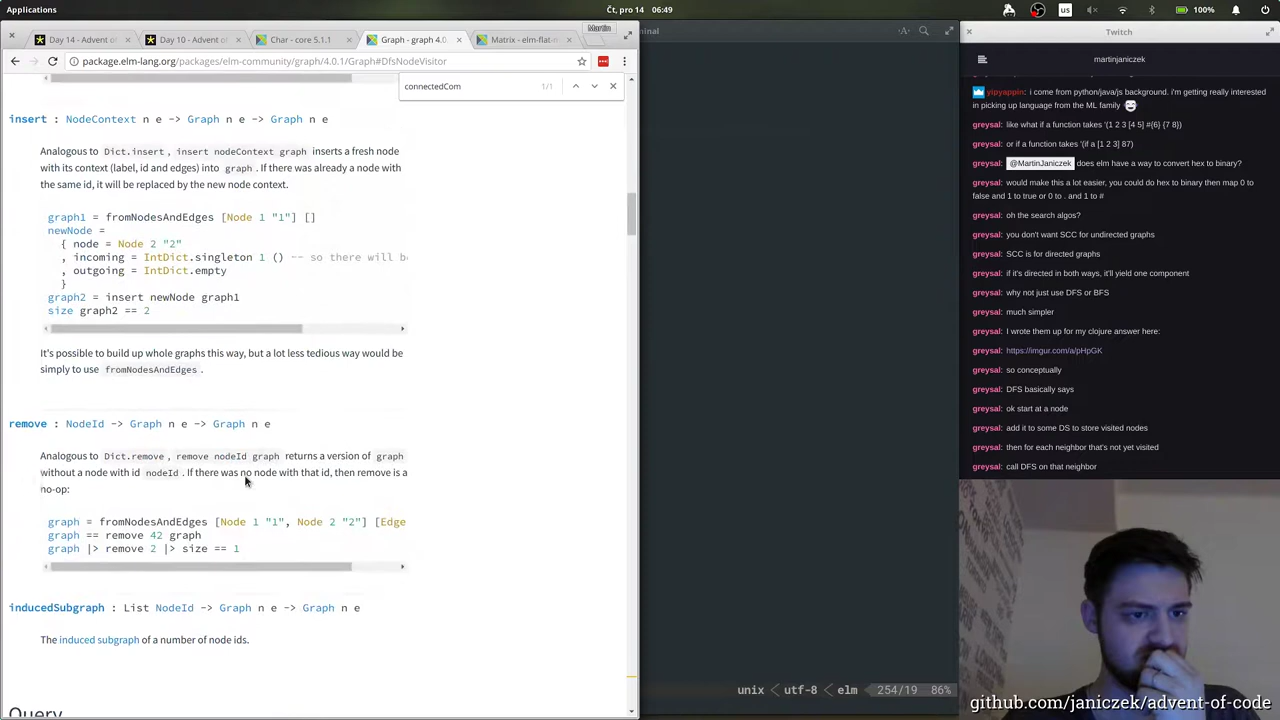 Applications
Čt, pro 14 06:49
us
100%
Day 14 - Advent o
Day 10 - Advent o
Char - core 5.1.
Graph - graph 4.0.
Matrix - elm-flat-m
Martin
minal
-A-
Twitch
package.elm-lang.org/packages/elm-community/graph/4.0.1/Graph#DfsNodeVisitor
connectedCom
1/1
insert : NodeContext n e -> Graph n e -> Graph n e
Analogous to Dict.insert, insert nodeContext graph inserts a fresh node
with its context (label, id and edges) into graph. If there was already a node with
the same id, it will be replaced by the new node context.
graph1 = fromNodesAndEdges [Node 1 "1"] []
newNode =
{ node = Node 2 "2"
, incoming = IntDict.singleton 1 () -- so there will be
, outgoing = IntDict.empty
}
graph2 = insert newNode graph1
size graph2 == 2
It's possible to build up whole graphs this way, but a lot less tedious way would be
simply to use fromNodesAndEdges.
remove : NodeId -> Graph n e -> Graph n e
Analogous to Dict.remove, remove nodeId graph returns a version of graph
without a node with id nodeId. If there was no node with that id, then remove is a
no-op:
graph = fromNodesAndEdges [Node 1 "1", Node 2 "2"] [Edge
graph == remove 42 graph
graph |> remove 2 |> size == 1
inducedSubgraph : List NodeId -> Graph n e -> Graph n e
The induced subgraph of a number of node ids.
Query
unix
utf-8
elm
254/19
86%
martinjaniczek
yipyappin: i come from python/java/js background. i'm getting really interested
in picking up language from the ML family
greysal: like what if a function takes '(1 2 3 [4 5] #{6} {7 8})
greysal: or if a function takes '(if a [1 2 3] 87)
greysal: @MartinJaniczek does elm have a way to convert hex to binary?
greysal: would make this a lot easier, you could do hex to binary then map 0 to
false and 1 to true or 0 to . and 1 to #
greysal: oh the search algos?
greysal: you don't want SCC for undirected graphs
greysal: SCC is for directed graphs
greysal: if it's directed in both ways, it'll yield one component
greysal: why not just use DFS or BFS
greysal: much simpler
greysal: I wrote them up for my clojure answer here:
greysal: https://imgur.com/a/pHpGK
greysal: so conceptually
greysal: DFS basically says
greysal: ok start at a node
greysal: add it to some DS to store visited nodes
greysal: then for each neighbor that's not yet visited
greysal: call DFS on that neighbor
github.com/janiczek/advent-of-code